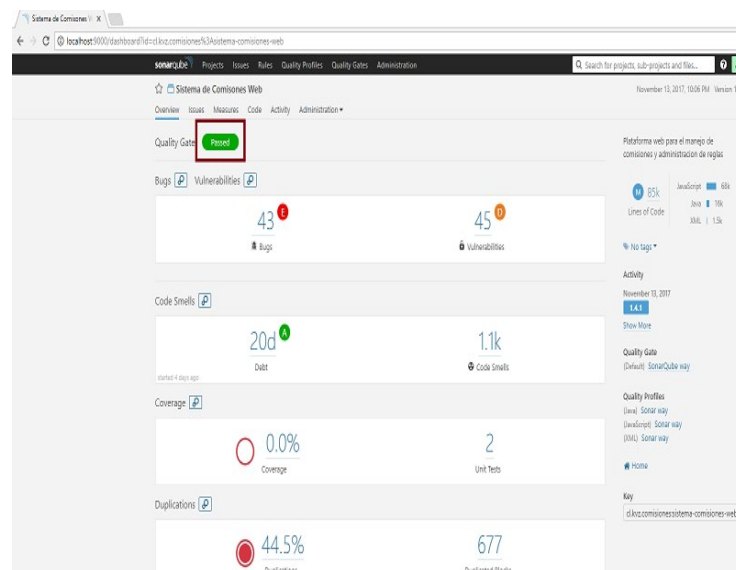 Sistema de Comisones W x
localhost:9000/dashboard?id=cl.kvz.comisiones%3Asistema-comisiones-web
sonarqube Projects Issues Rules Quality Profiles Quality Gates Administration Search for projects, sub-projects and files...
Sistema de Comisones Web
November 13, 2017, 10:06 PM Version 1
Overview Issues Measures Code Activity Administration
Quality Gate Passed
Bugs Vulnerabilities
43 E
Bugs
45 D
Vulnerabilities
Code Smells
20d A
Debt
started 4 days ago
1.1k
Code Smells
Coverage
0.0%
Coverage
2
Unit Tests
Duplications
44.5%
Duplications
677
Duplicated Blocks
Plataforma web para el manejo de
comisiones y administracion de reglas
M 85k
Lines of Code
JavaScript 68k
Java 16k
XML 1.5k
No tags
Activity
November 13, 2017
1.4.1
Show More
Quality Gate
(Default) SonarQube way
Quality Profiles
(Java) Sonar way
(JavaScript) Sonar way
(XML) Sonar way
Home
Key
cl.kvz.comisiones:sistema-comisiones-web